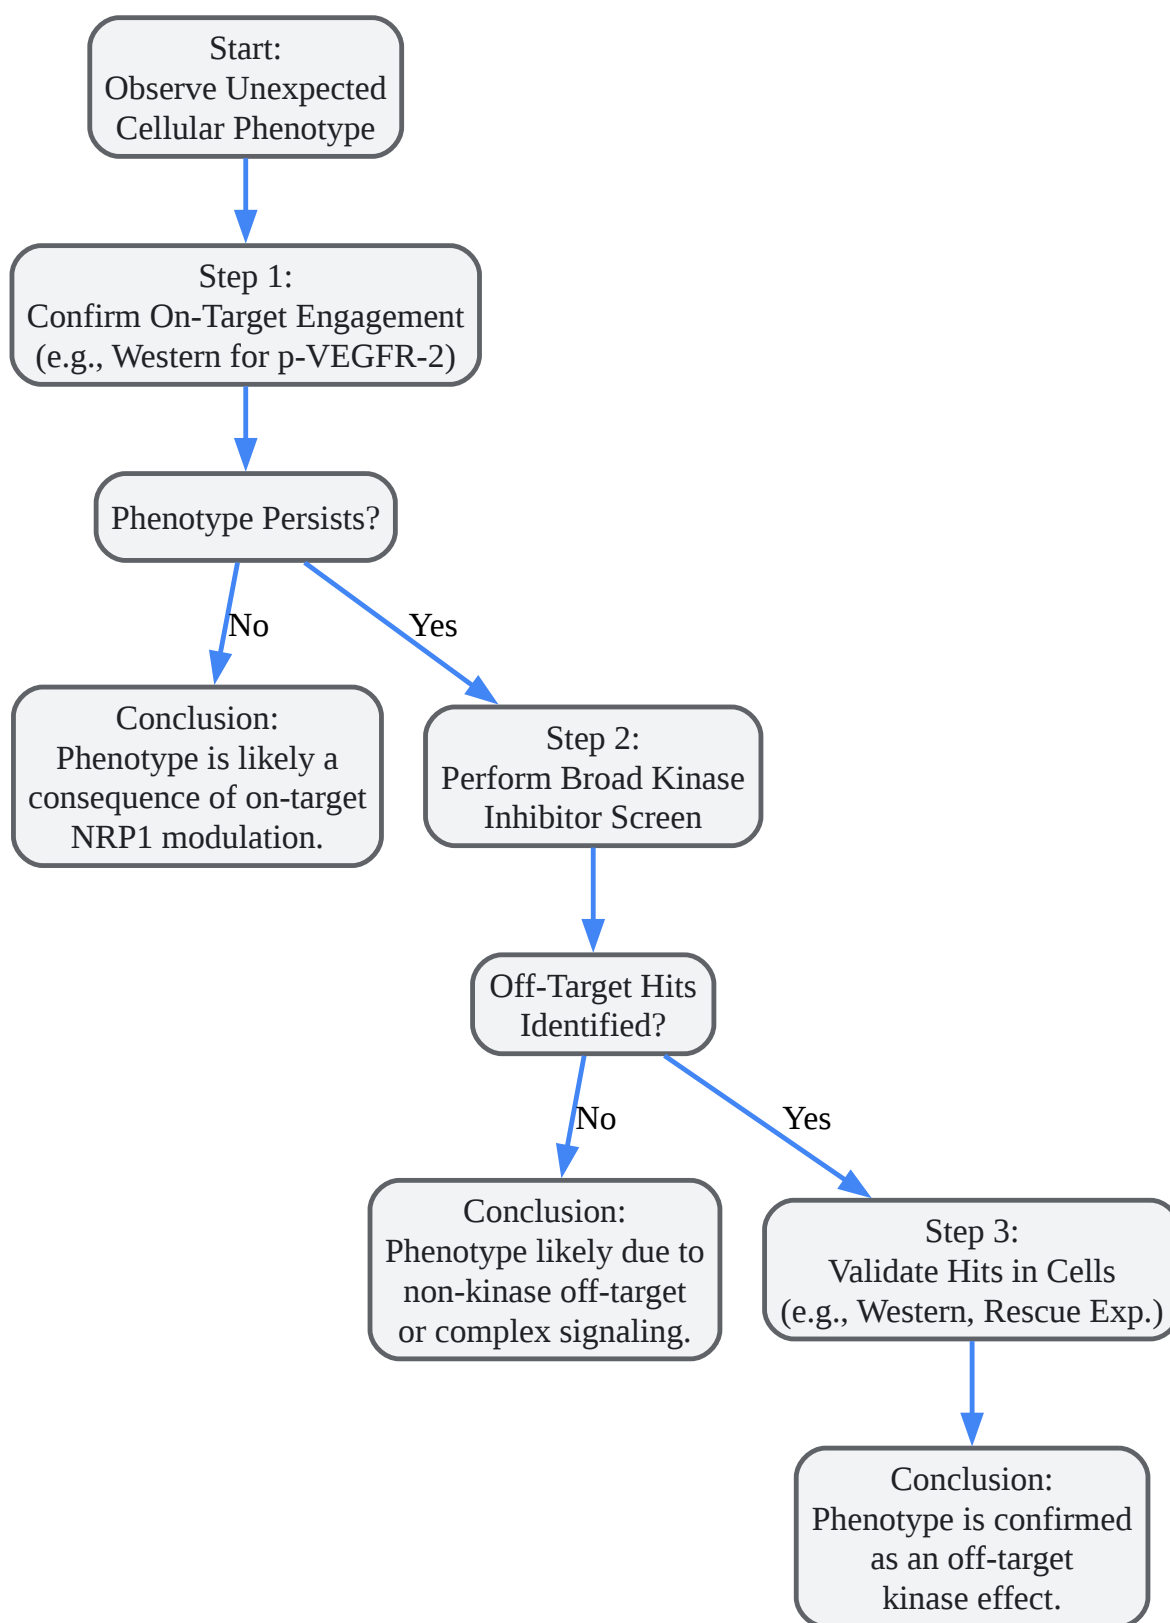 Start:
Observe Unexpected
Cellular Phenotype
Step 1:
Confirm On-Target Engagement
(e.g., Western for p-VEGFR-2)
Phenotype Persists?
No
Yes
Conclusion:
Phenotype is likely a
consequence of on-target
NRP1 modulation.
Step 2:
Perform Broad Kinase
Inhibitor Screen
Off-Target Hits
Identified?
No
Yes
Conclusion:
Phenotype likely due to
non-kinase off-target
or complex signaling.
Step 3:
Validate Hits in Cells
(e.g., Western, Rescue Exp.)
Conclusion:
Phenotype is confirmed
as an off-target
kinase effect.